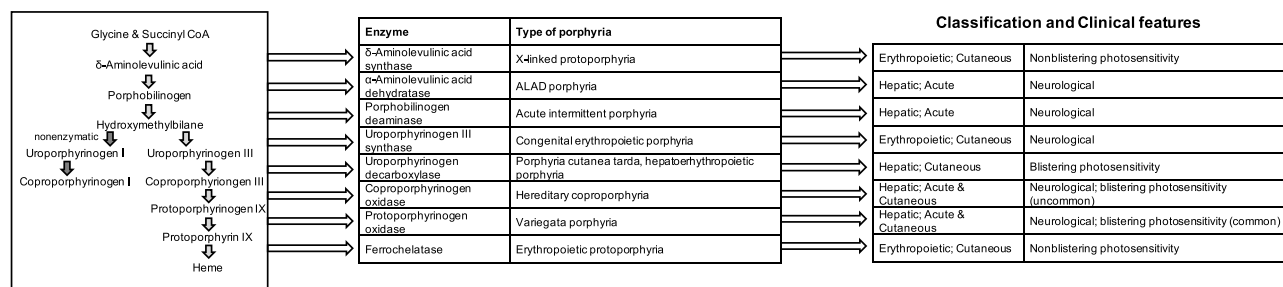 Classification and Clinical features
Glycine & Succinyl CoA
δ-Aminolevulinic acid
Porphobilinogen
Hydroxymethylbilane
nonenzymatic
Uroporphyrinogen I
Uroporphyrinogen III
Coproporphyrinogen I
Coproporphyriongen III
Protoporphyrinogen IX
Protoporphyrin IX
Heme
Enzyme
Type of porphyria
δ-Aminolevulinic acid
synthase
X-linked protoporphyria
α-Aminolevulinic acid
dehydratase
ALAD porphyria
Porphobilinogen
deaminase
Acute intermittent porphyria
Uroporphyrinogen III
synthase
Congenital erythropoietic porphyria
Uroporphyrinogen
decarboxylase
Porphyria cutanea tarda, hepatoerhythropoietic
porphyria
Coproporphyrinogen
oxidase
Hereditary coproporphyria
Protoporphyrinogen
oxidase
Variegata porphyria
Ferrochelatase
Erythropoietic protoporphyria
Erythropoietic; Cutaneous
Nonblistering photosensitivity
Hepatic; Acute
Neurological
Hepatic; Acute
Neurological
Erythropoietic; Cutaneous
Neurological
Hepatic; Cutaneous
Blistering photosensitivity
Hepatic; Acute &
Cutaneous
Neurological; blistering photosensitivity
(uncommon)
Hepatic; Acute &
Cutaneous
Neurological; blistering photosensitivity (common)
Erythropoietic; Cutaneous
Nonblistering photosensitivity